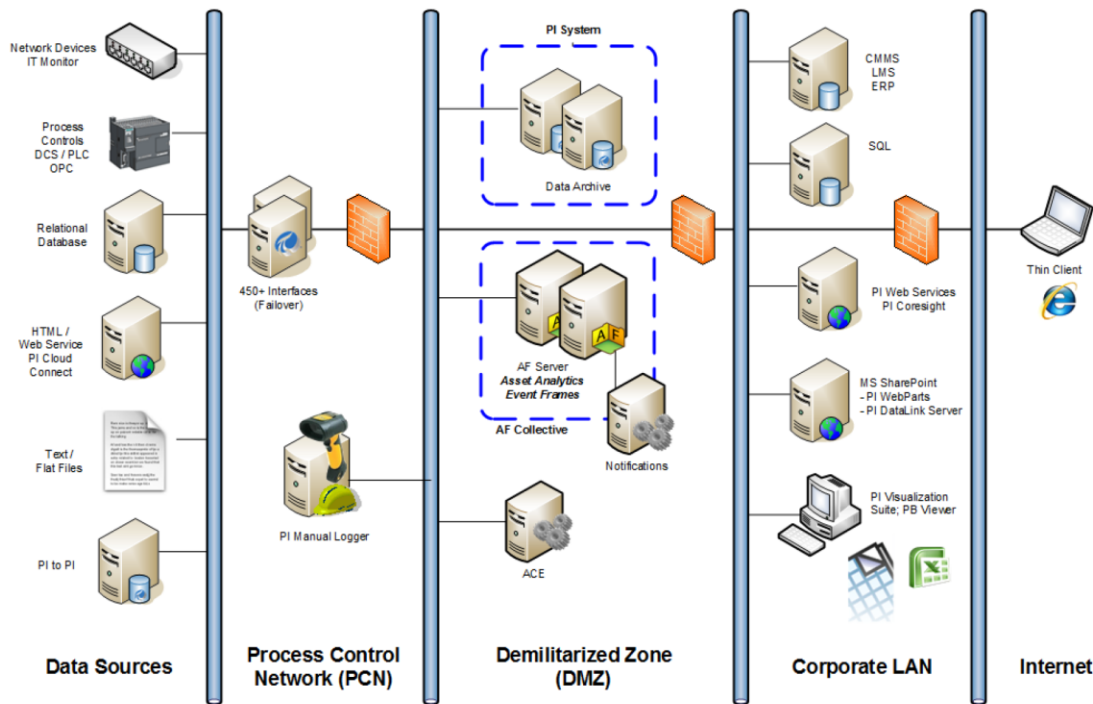 Network Devices
IT Monitor
Process
Controls
DCS / PLC
OPC
Relational
Database
HTML /
Web Service
PI Cloud
Connect
Text /
Flat Files
PI to PI
Data Sources
450+ Interfaces
(Failover)
PI Manual Logger
Process Control
Network (PCN)
PI System
Data Archive
A
A F
AF Server
Asset Analytics
Event Frames
AF Collective
Notifications
ACE
Demilitarized Zone
(DMZ)
CMMS
LMS
ERP
SQL
PI Web Services
PI Coresight
MS SharePoint
- PI WebParts
- PI DataLink Server
PI Visualization
Suite; PB Viewer
X
Corporate LAN
Thin Client
Internet